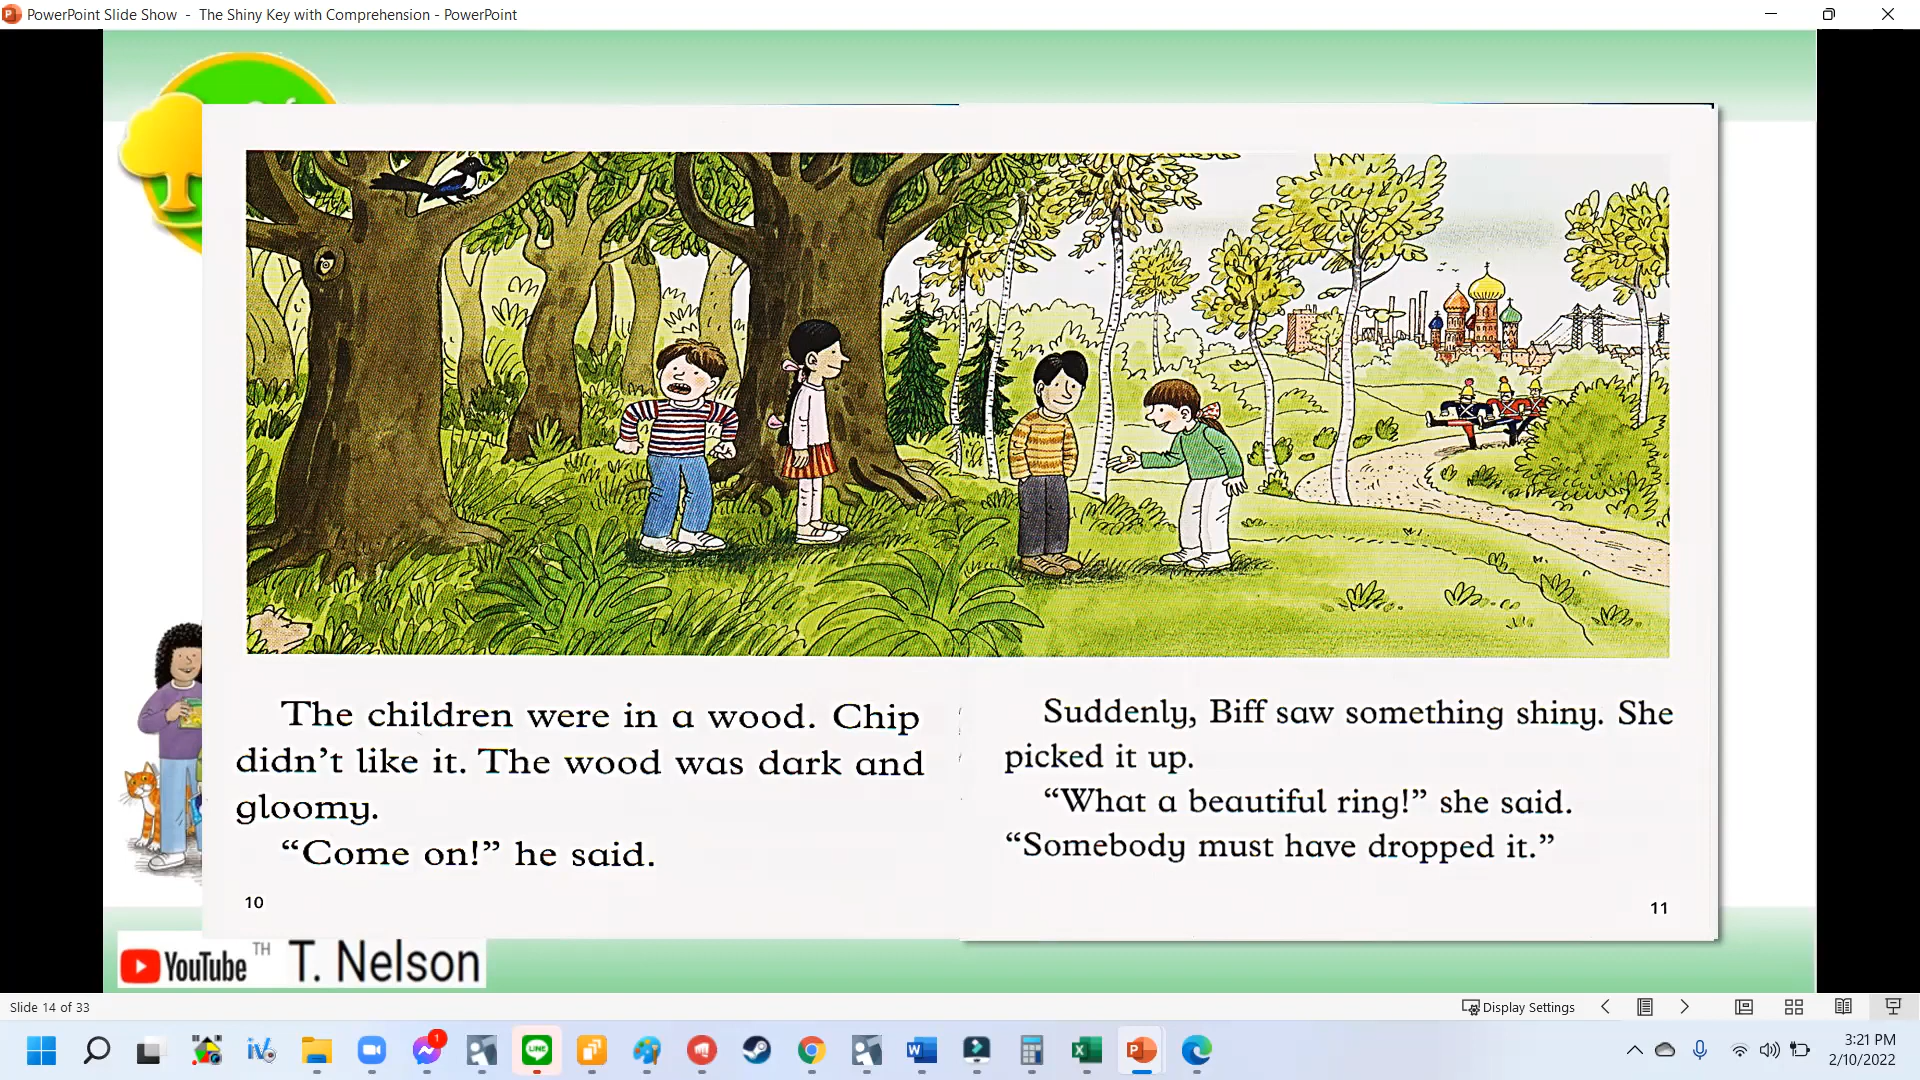 PowerPoint Slide Show - The Shiny Key with Comprehension - PowerPoint
The children were in a wood. Chip
didn't like it. The wood was dark and
gloomy.
"Come on!" he said.
10
Suddenly, Biff saw something shiny. She
picked it up.
"What a beautiful ring!" she said.
"Somebody must have dropped it."
11
YouTube TH T. Nelson
Slide 14 of 33
Display Settings
1
LINE
3:21 PM
2/10/2022